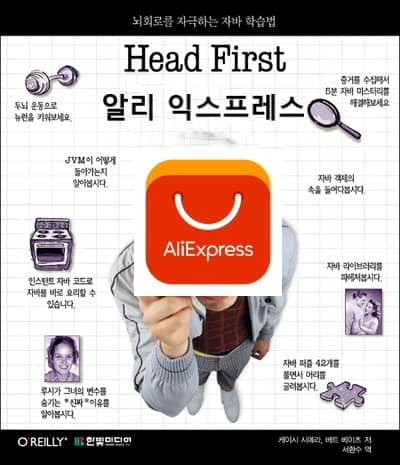 뇌회로를 자극하는 자바 학습법
Head First
알리 익스프레스
두뇌 운동으로
뉴런을 키워보세요.
증거를 수집해서
5분 자바 미스터리를
해결해보세요
JVM이 어떻게
돌아가는지
알아봅시다.
자바 객체의
속을 들여다봅시다.
AliExpress
인스턴트 자바 코드로
자바를 바로 요리할 수
있습니다.
자바 라이브러리를
파헤쳐봅시다.
루시가 그녀의 변수를
숨기는 *진짜*이유를
알아봅시다.
자바 퍼즐 42개를
풀면서 머리를
굴려봅시다.
O'REILLY®
한빛미디어
케이시 시에라, 버트 베이츠 저
서환수 역